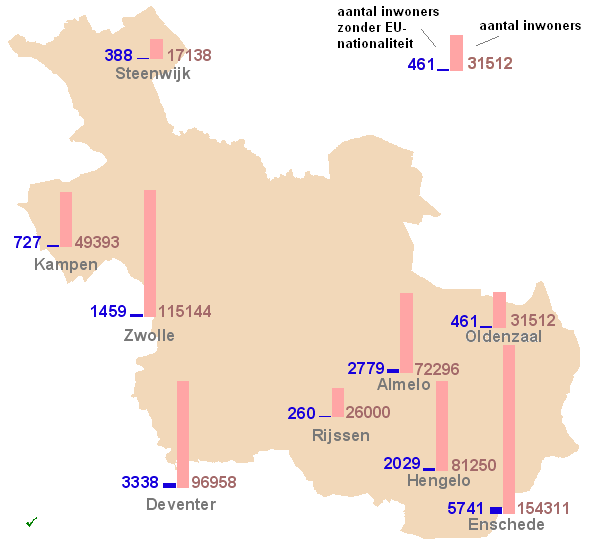 aantal inwoners
zonder EU-
nationaliteit
aantal inwoners
461 31512
388 17138
Steenwijk
727 49393
Kampen
1459 115144
Zwolle
461 31512
Oldenzaal
2779 72296
Almelo
260 26000
Rijssen
2029 81250
Hengelo
3338 96958
Deventer
5741 154311
Enschede